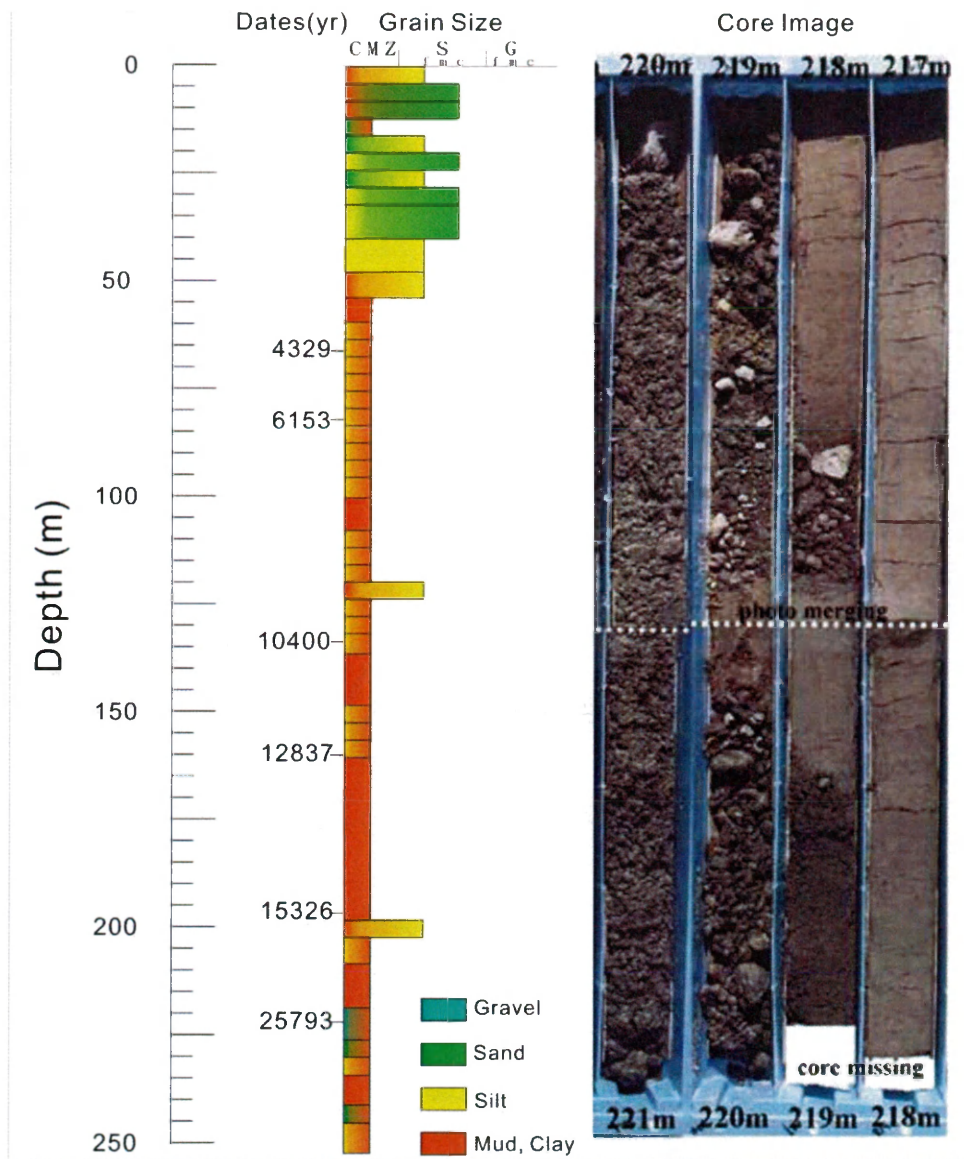 Dates(yr) Grain Size Core Image
C M Z S G
f m c f m c
0
50
100
150
200
250
Depth (m)
4329
6153
10400
12837
15326
25793
Gravel
Sand
Silt
Mud, Clay
220m 219m 218m 217m
photo merging
core missing
221m 220m 219m 218m